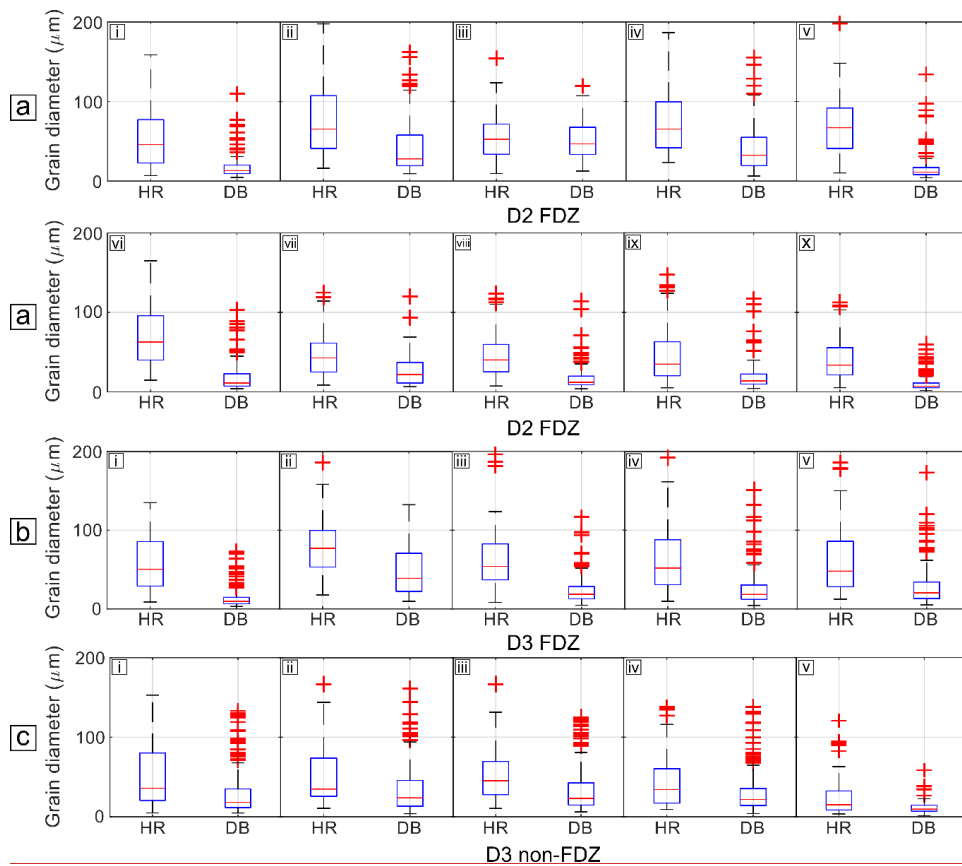 i ii iii iv v
200
100
0
Grain diameter (μm)
a
HR DB HR DB HR DB HR DB HR DB
D2 FDZ
vi vii viii ix x
200
100
0
Grain diameter (μm)
a
HR DB HR DB HR DB HR DB HR DB
D2 FDZ
i ii iii iv v
200
100
0
Grain diameter (μm)
b
HR DB HR DB HR DB HR DB HR DB
D3 FDZ
i ii iii iv v
200
100
0
Grain diameter (μm)
c
HR DB HR DB HR DB HR DB HR DB
D3 non-FDZ